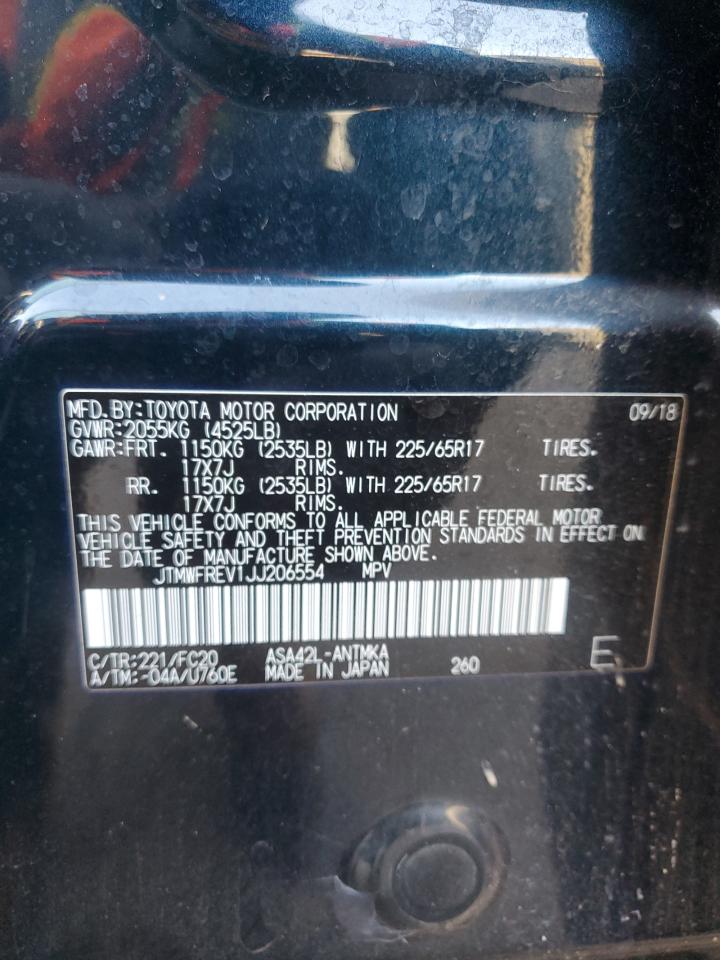 MFD. BY: TOYOTA MOTOR CORPORATION 09/18
GVWR: 2055KG (4525LB)
GAWR: FRT. 1150KG (2535LB) WITH 225/65R17 TIRES.
17X7J RIMS.
RR. 1150KG (2535LB) WITH 225/65R17 TIRES.
17X7J RIMS.
THIS VEHICLE CONFORMS TO ALL APPLICABLE FEDERAL MOTOR
VEHICLE SAFETY AND THEFT PREVENTION STANDARDS IN EFFECT ON
THE DATE OF MANUFACTURE SHOWN ABOVE.
JTMWFREV1JJ206554 MPV
C/TR: 221/FC20 ASA42L-ANTMKA
A/TM: -04A/U760E MADE IN JAPAN 260 E